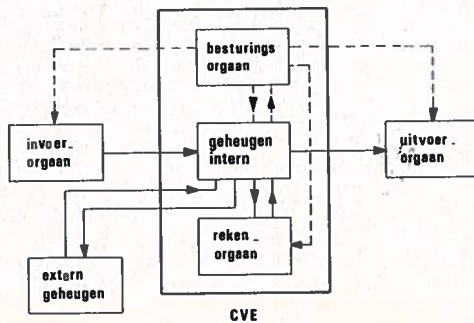 besturings
orgaan
invoer_
orgaan
geheugen
intern
uitvoer_
orgaan
reken_
orgaan
extern
geheugen
CVE